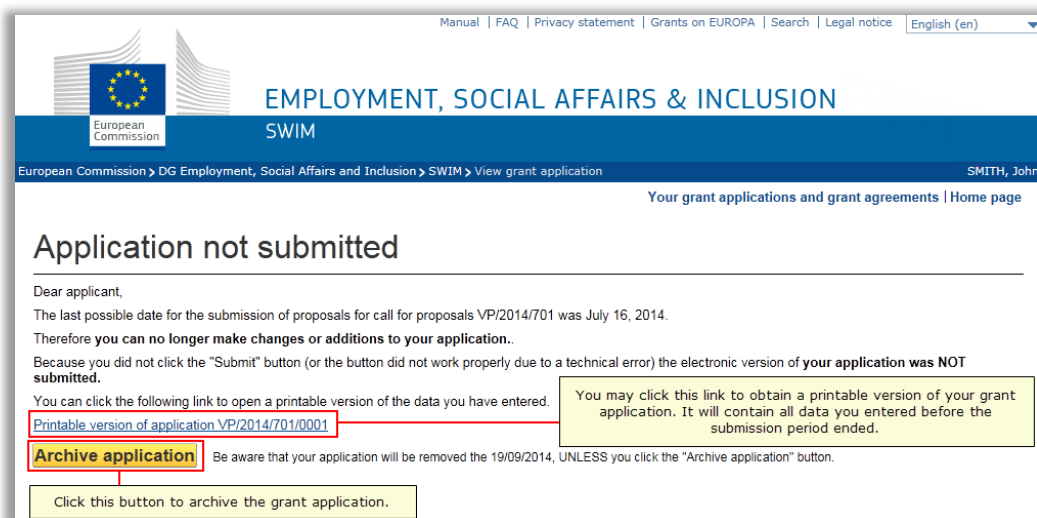 Manual | FAQ | Privacy statement | Grants on EUROPA | Search | Legal notice English (en)
European
Commission
EMPLOYMENT, SOCIAL AFFAIRS & INCLUSION
SWIM
European Commission > DG Employment, Social Affairs and Inclusion > SWIM > View grant application SMITH, John
Your grant applications and grant agreements | Home page
Application not submitted
Dear applicant,
The last possible date for the submission of proposals for call for proposals VP/2014/701 was July 16, 2014.
Therefore you can no longer make changes or additions to your application..
Because you did not click the "Submit" button (or the button did not work properly due to a technical error) the electronic version of your application was NOT
submitted.
You can click the following link to open a printable version of the data you have entered.
Printable version of application VP/2014/701/0001
You may click this link to obtain a printable version of your grant
application. It will contain all data you entered before the
submission period ended.
Archive application Be aware that your application will be removed the 19/09/2014, UNLESS you click the "Archive application" button.
Click this button to archive the grant application.